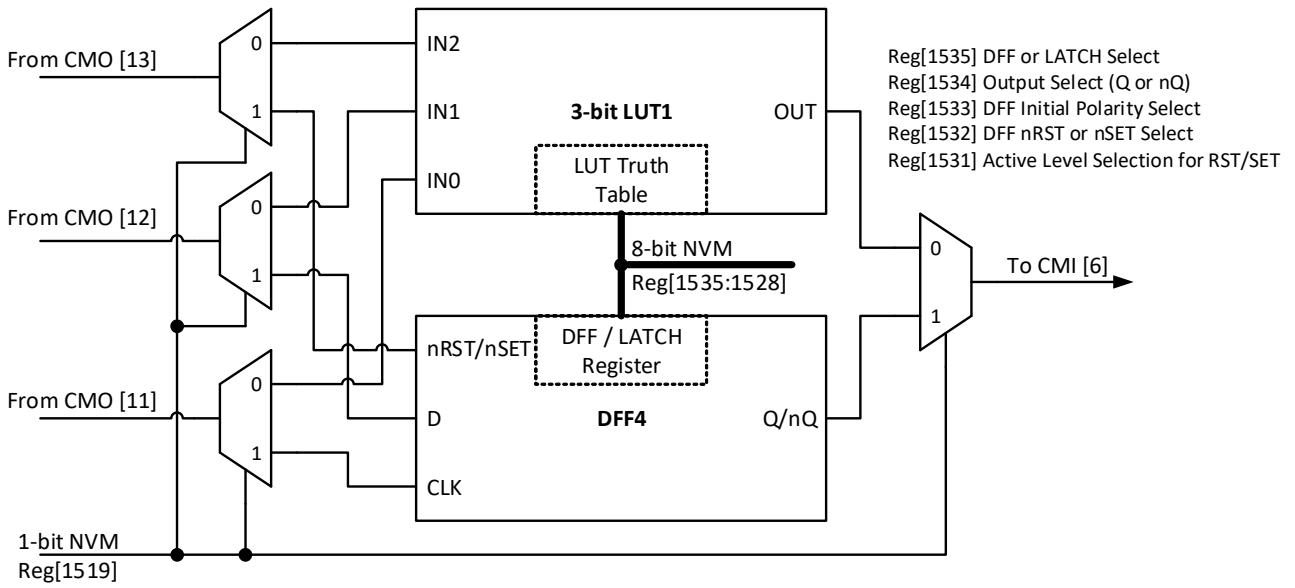 From CMO [13]
0
1
IN2
IN1
IN0
3-bit LUT1
OUT
LUT Truth
Table
Reg[1535] DFF or LATCH Select
Reg[1534] Output Select (Q or nQ)
Reg[1533] DFF Initial Polarity Select
Reg[1532] DFF nRST or nSET Select
Reg[1531] Active Level Selection for RST/SET
From CMO [12]
0
1
8-bit NVM
Reg[1535:1528]
0
1
To CMI [6]
From CMO [11]
0
1
nRST/nSET
D
CLK
DFF / LATCH
Register
DFF4
Q/nQ
1-bit NVM
Reg[1519]